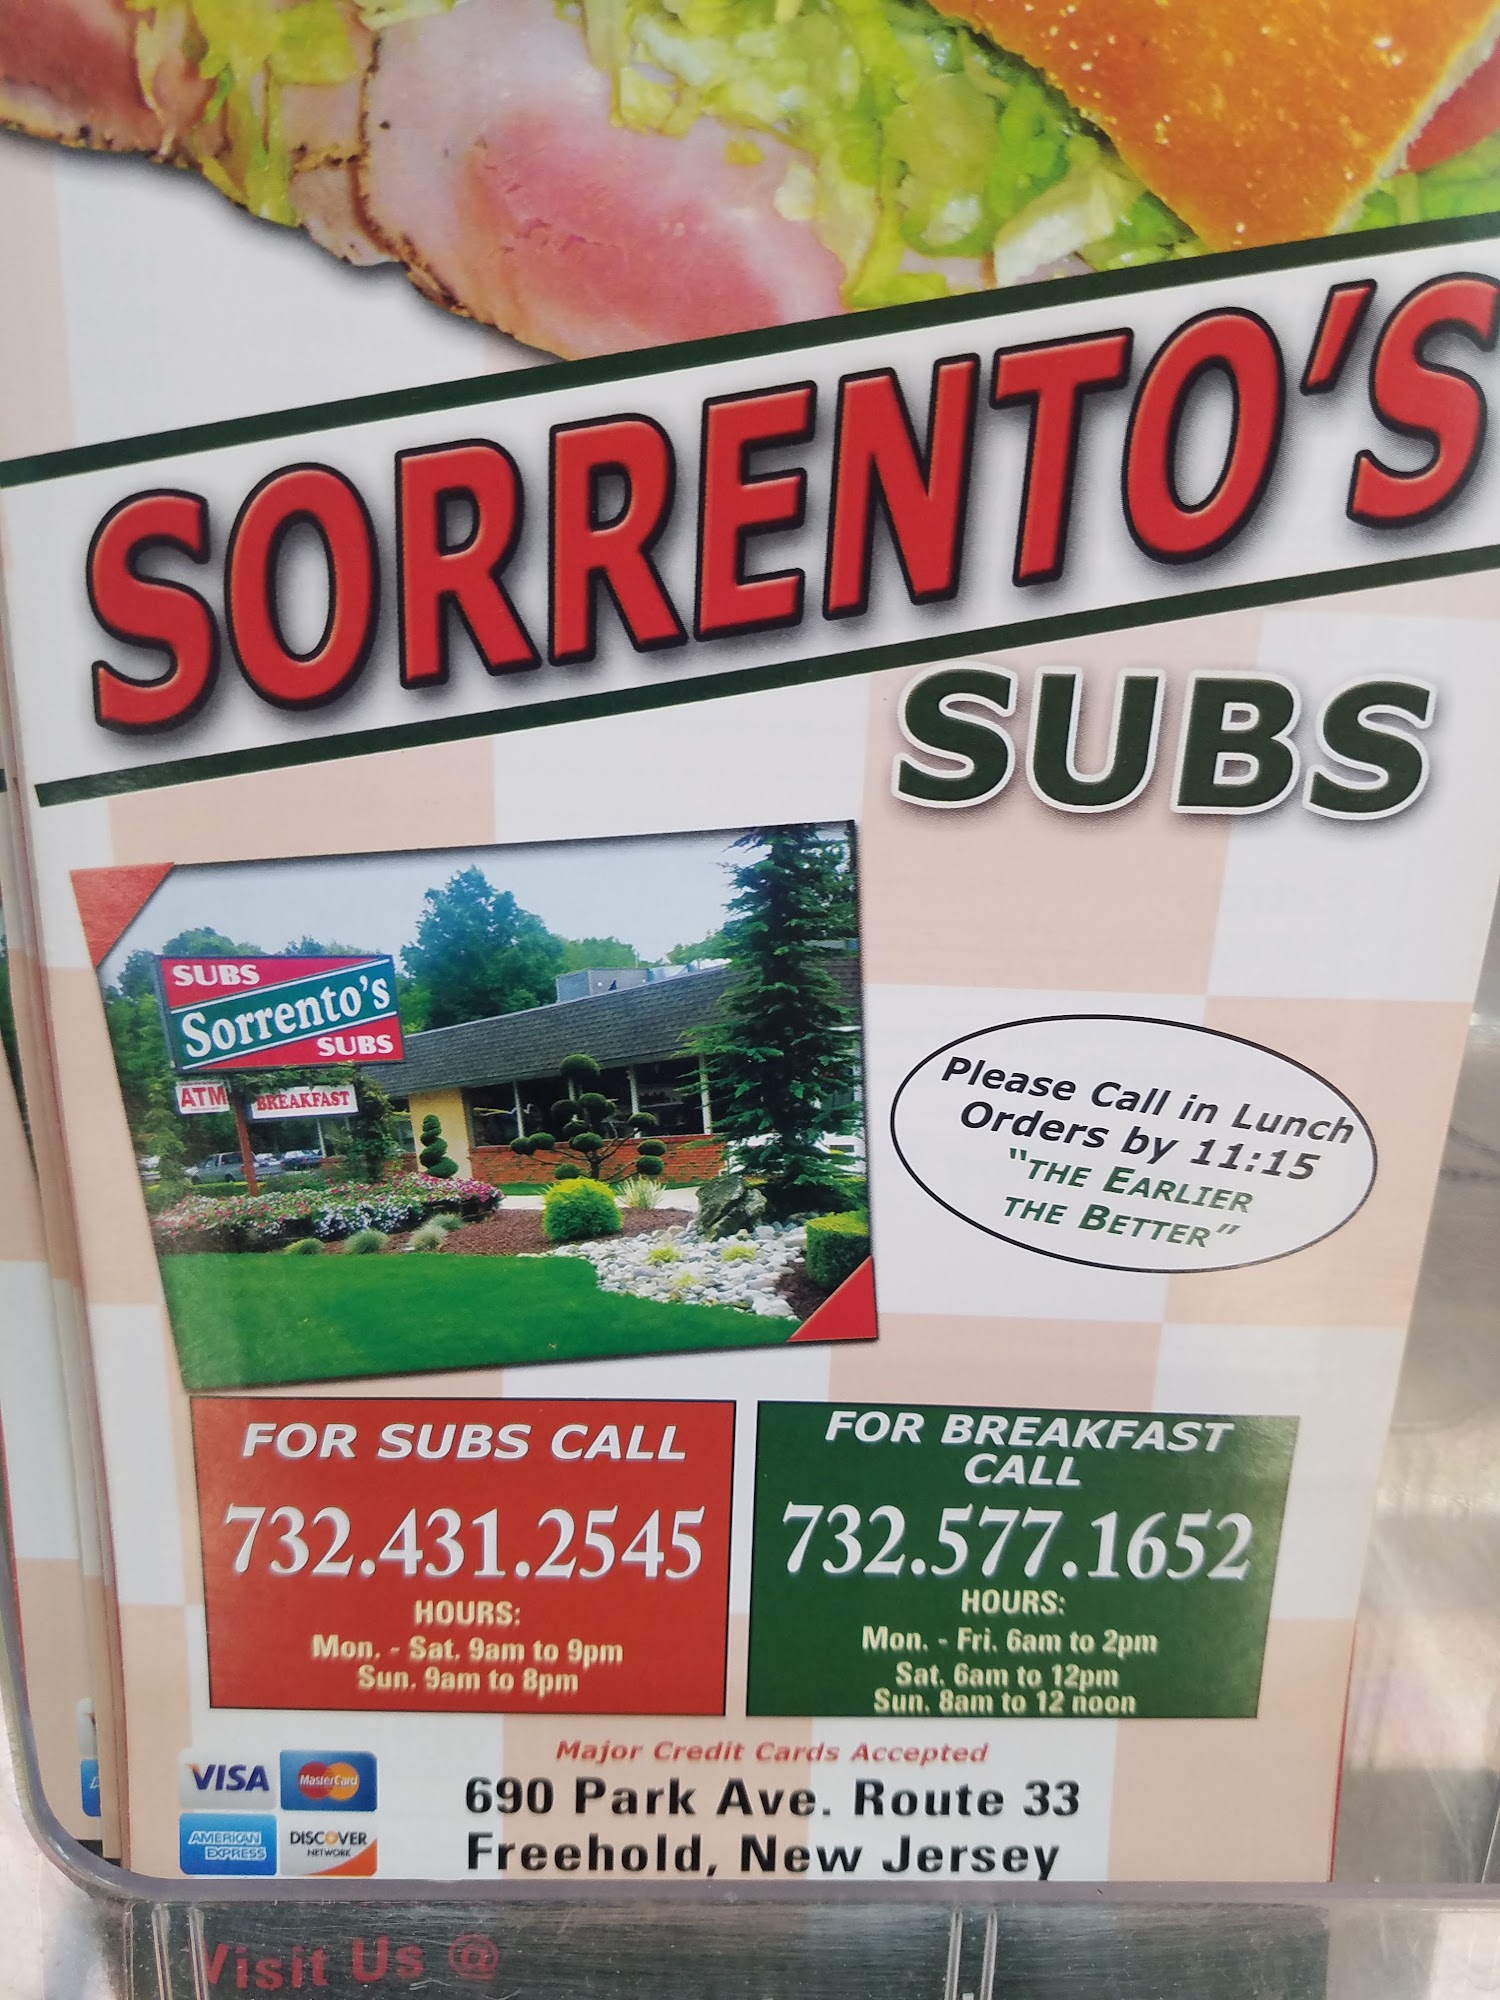 SORRENTO'S
SUBS
SUBS
Sorrento's
SUBS
ATM
BREAKFAST
Please Call in Lunch
Orders by 11:15
"THE EARLIER
THE BETTER"
FOR SUBS CALL
732.431.2545
HOURS:
Mon. - Sat. 9am to 9pm
Sun. 9am to 8pm
FOR BREAKFAST
CALL
732.577.1652
HOURS:
Mon. - Fri. 6am to 2pm
Sat. 6am to 12pm
Sun. 8am to 12 noon
Major Credit Cards Accepted
VISA
MasterCard
AMERICAN
EXPRESS
DISCOVER
NETWORK
690 Park Ave. Route 33
Freehold, New Jersey
Visit Us @